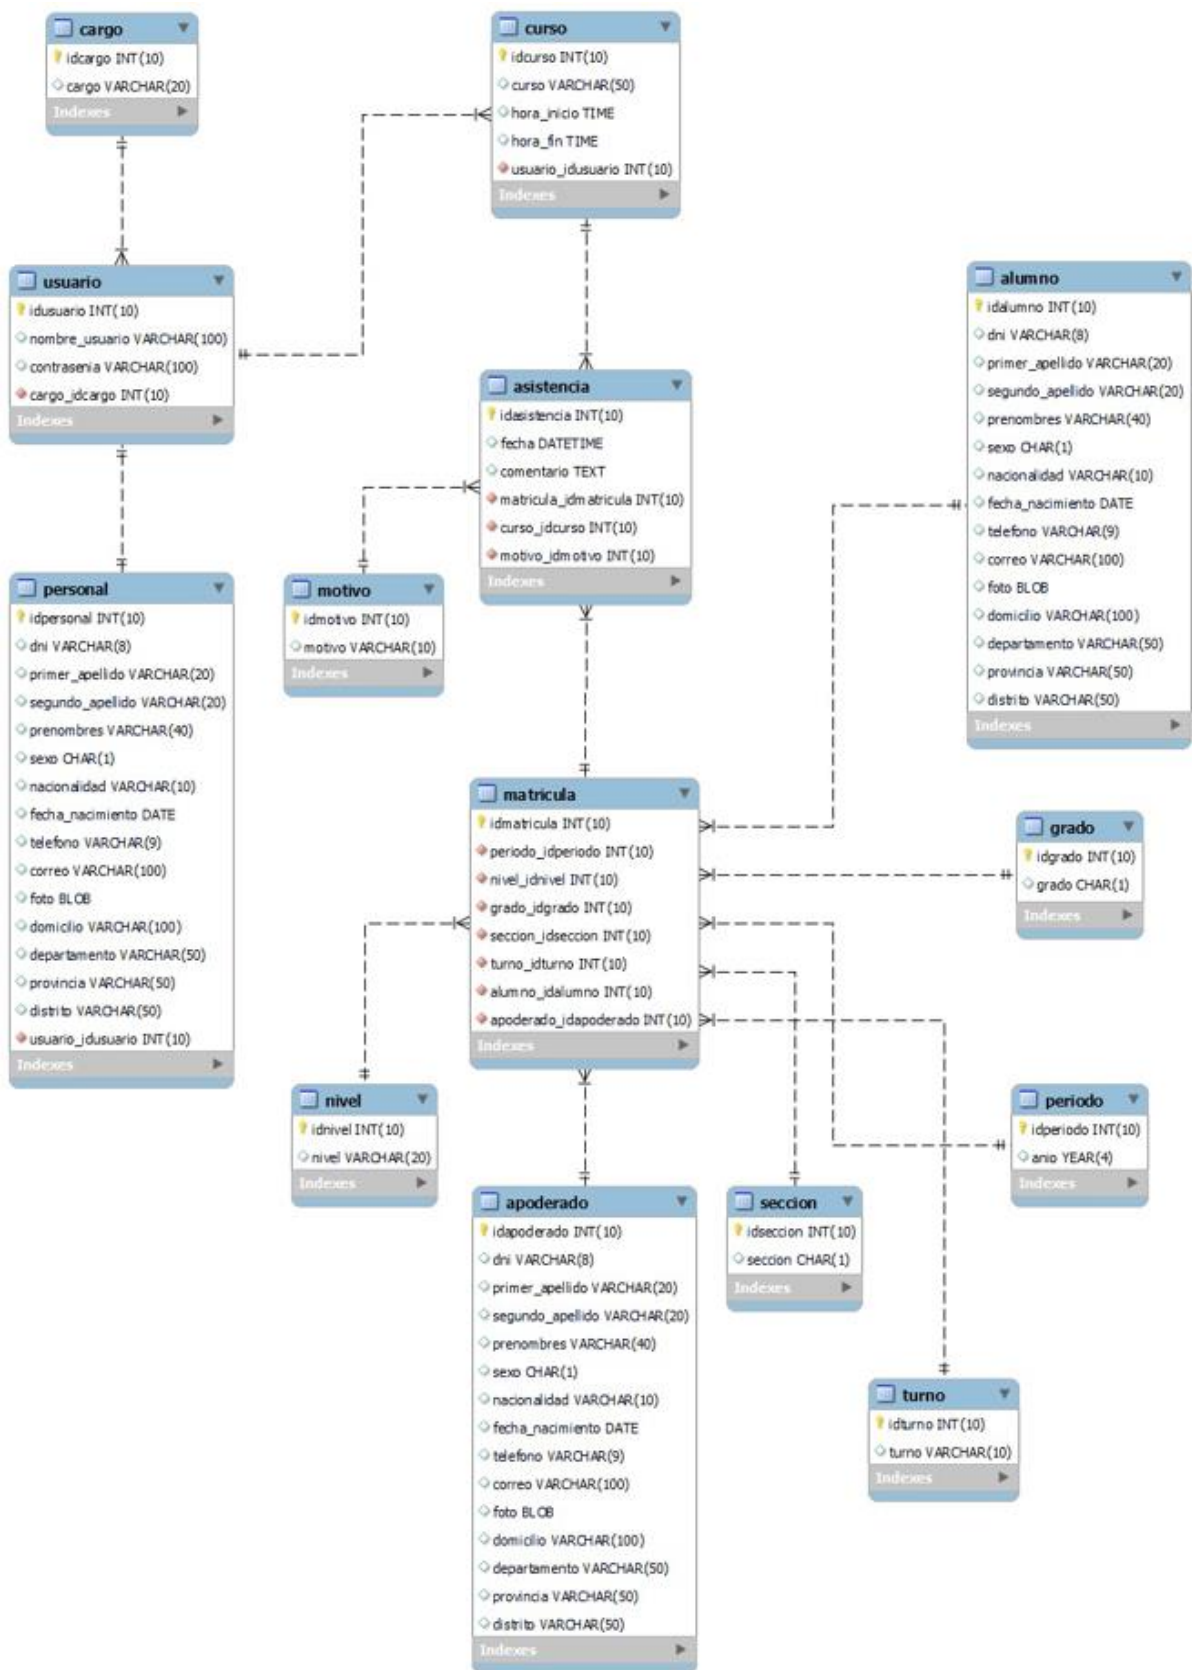 cargo
idcargo INT(10)
cargo VARCHAR(20)
Indexes
curso
idcurso INT(10)
curso VARCHAR(50)
hora_inicio TIME
hora_fin TIME
usuario_idusuario INT(10)
Indexes
usuario
idusuario INT(10)
nombre_usuario VARCHAR(100)
contrasenia VARCHAR(100)
cargo_idcargo INT(10)
Indexes
alumno
idalumno INT(10)
dni VARCHAR(8)
primer_apellido VARCHAR(20)
segundo_apellido VARCHAR(20)
prenombres VARCHAR(40)
sexo CHAR(1)
nacionalidad VARCHAR(10)
fecha_nacimiento DATE
telefono VARCHAR(9)
correo VARCHAR(100)
foto BLOB
domicilio VARCHAR(100)
departamento VARCHAR(50)
provincia VARCHAR(50)
distrito VARCHAR(50)
Indexes
asistencia
idasistencia INT(10)
fecha DATETIME
comentario TEXT
matricula_idmatricula INT(10)
curso_idcurso INT(10)
motivo_idmotivo INT(10)
Indexes
personal
idpersonal INT(10)
dni VARCHAR(8)
primer_apellido VARCHAR(20)
segundo_apellido VARCHAR(20)
prenombres VARCHAR(40)
sexo CHAR(1)
nacionalidad VARCHAR(10)
fecha_nacimiento DATE
telefono VARCHAR(9)
correo VARCHAR(100)
foto BLOB
domicilio VARCHAR(100)
departamento VARCHAR(50)
provincia VARCHAR(50)
distrito VARCHAR(50)
usuario_idusuario INT(10)
Indexes
motivo
idmotivo INT(10)
motivo VARCHAR(10)
Indexes
matricula
idmatricula INT(10)
periodo_idperiodo INT(10)
nivel_idnivel INT(10)
grado_idgrado INT(10)
seccion_idseccion INT(10)
turno_idturno INT(10)
alumno_idalumno INT(10)
apoderado_idapoderado INT(10)
Indexes
grado
idgrado INT(10)
grado CHAR(1)
Indexes
nivel
idnivel INT(10)
nivel VARCHAR(20)
Indexes
periodo
idperiodo INT(10)
anio YEAR(4)
Indexes
apoderado
idapoderado INT(10)
dni VARCHAR(8)
primer_apellido VARCHAR(20)
segundo_apellido VARCHAR(20)
prenombres VARCHAR(40)
sexo CHAR(1)
nacionalidad VARCHAR(10)
fecha_nacimiento DATE
telefono VARCHAR(9)
correo VARCHAR(100)
foto BLOB
domicilio VARCHAR(100)
departamento VARCHAR(50)
provincia VARCHAR(50)
distrito VARCHAR(50)
Indexes
seccion
idseccion INT(10)
seccion CHAR(1)
Indexes
turno
idturno INT(10)
turno VARCHAR(10)
Indexes